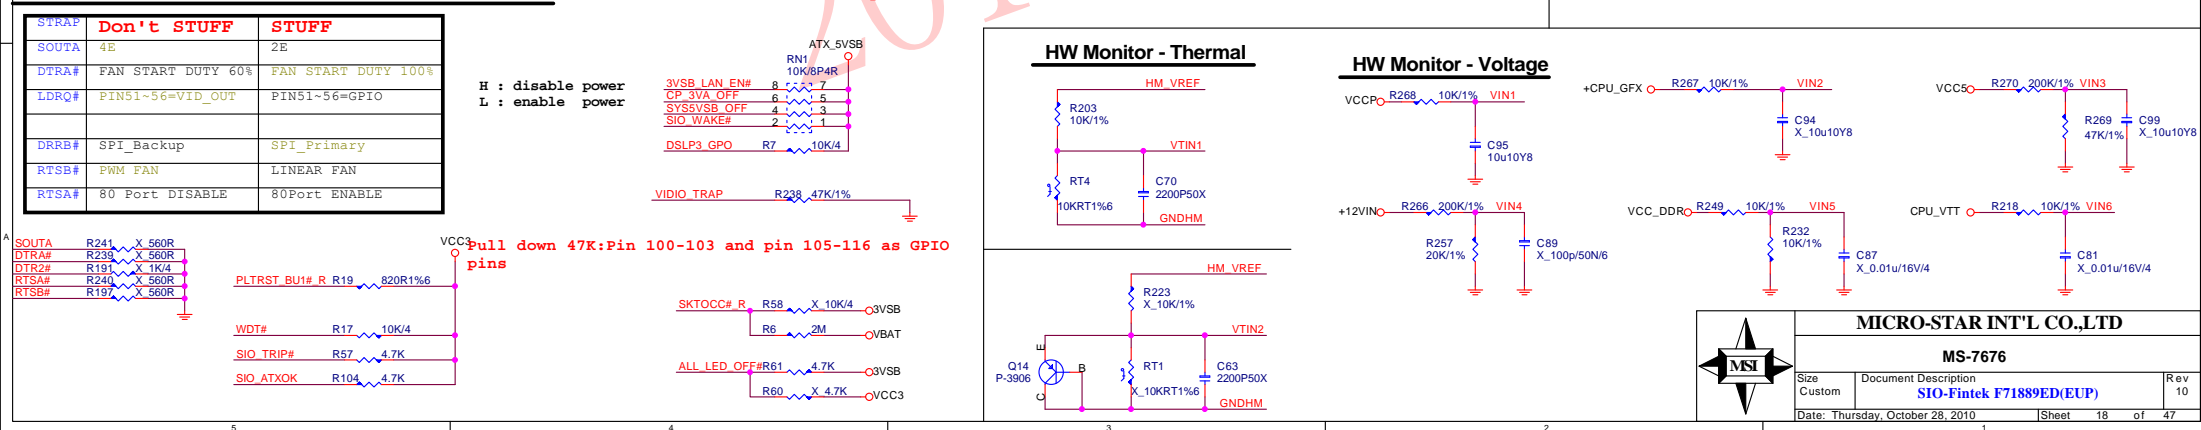 STRAP Don't STUFF STUFF
SOUTA 4E 2E
DTRA# FAN START DUTY 60% FAN START DUTY 100%
LDRQ# PIN51~56=VID_OUT PIN51~56=GPIO
DRRB# SPI_Backup SPI_Primary
RTSB# PWM FAN LINEAR FAN
RTSA# 80 Port DISABLE 80Port ENABLE
A
SOUTA R241 X_560R
DTRA# R239 X_560R
DTR2# R191 X_1K/4
RTSA# R240 X_560R
RTSB# R197 X_560R
H : disable power
L : enable power
ATX_5VSB
RN1
10K/8P4R
3VSB_LAN_EN# 8 7
CP_3VA_OFF 6 5
SYS5VSB_OFF 4 3
SIO_WAKE# 2 1
DSLP3_GPO R7 10K/4
VIDIO_TRAP R238 47K/1%
Pull down 47K:Pin 100-103 and pin 105-116 as GPIO
pins
VCC3
PLTRST_BU1#_R R19 820R1%6
WDT# R17 10K/4
SIO_TRIP# R57 4.7K
SIO_ATXOK R104 4.7K
SKTOCC#_R R58 X_10K/4 3VSB
R6 2M VBAT
ALL_LED_OFF# R61 4.7K 3VSB
R60 X_4.7K VCC3
HW Monitor - Thermal
HM_VREF
R203
10K/1%
VTIN1
RT4
10KRT1%6
C70
2200P50X
GNDHM
HM_VREF
R223
X_10K/1%
VTIN2
Q14
P-3906
E
B
C
RT1
X_10KRT1%6
C63
2200P50X
GNDHM
HW Monitor - Voltage
VCCP R268 10K/1% VIN1
C95
10u10Y8
+CPU_GFX R267 10K/1% VIN2
C94
X_10u10Y8
VCC5 R270 200K/1% VIN3
R269
47K/1%
C99
X_10u10Y8
+12VIN R266 200K/1% VIN4
R257
20K/1%
C89
X_100p/50N/6
VCC_DDR R249 10K/1% VIN5
R232
10K/1%
C87
X_0.01u/16V/4
CPU_VTT R218 10K/1% VIN6
C81
X_0.01u/16V/4
MSI
MICRO-STAR INT'L CO.,LTD
MS-7676
Size
Custom
Document Description
SIO-Fintek F71889ED(EUP)
Rev
10
Date: Thursday, October 28, 2010 Sheet 18 of 47
5 4 3 2 1